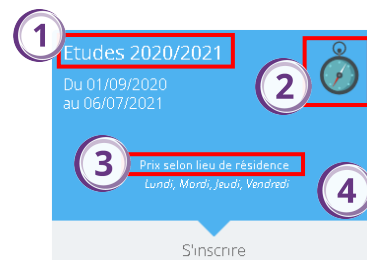 1
Etudes 2020/2021
2
Du 01/09/2020
au 06/07/2021
3
Prix selon lieu de résidence
Lundi, Mardi, Jeudi, Vendredi
4
S'inscrire